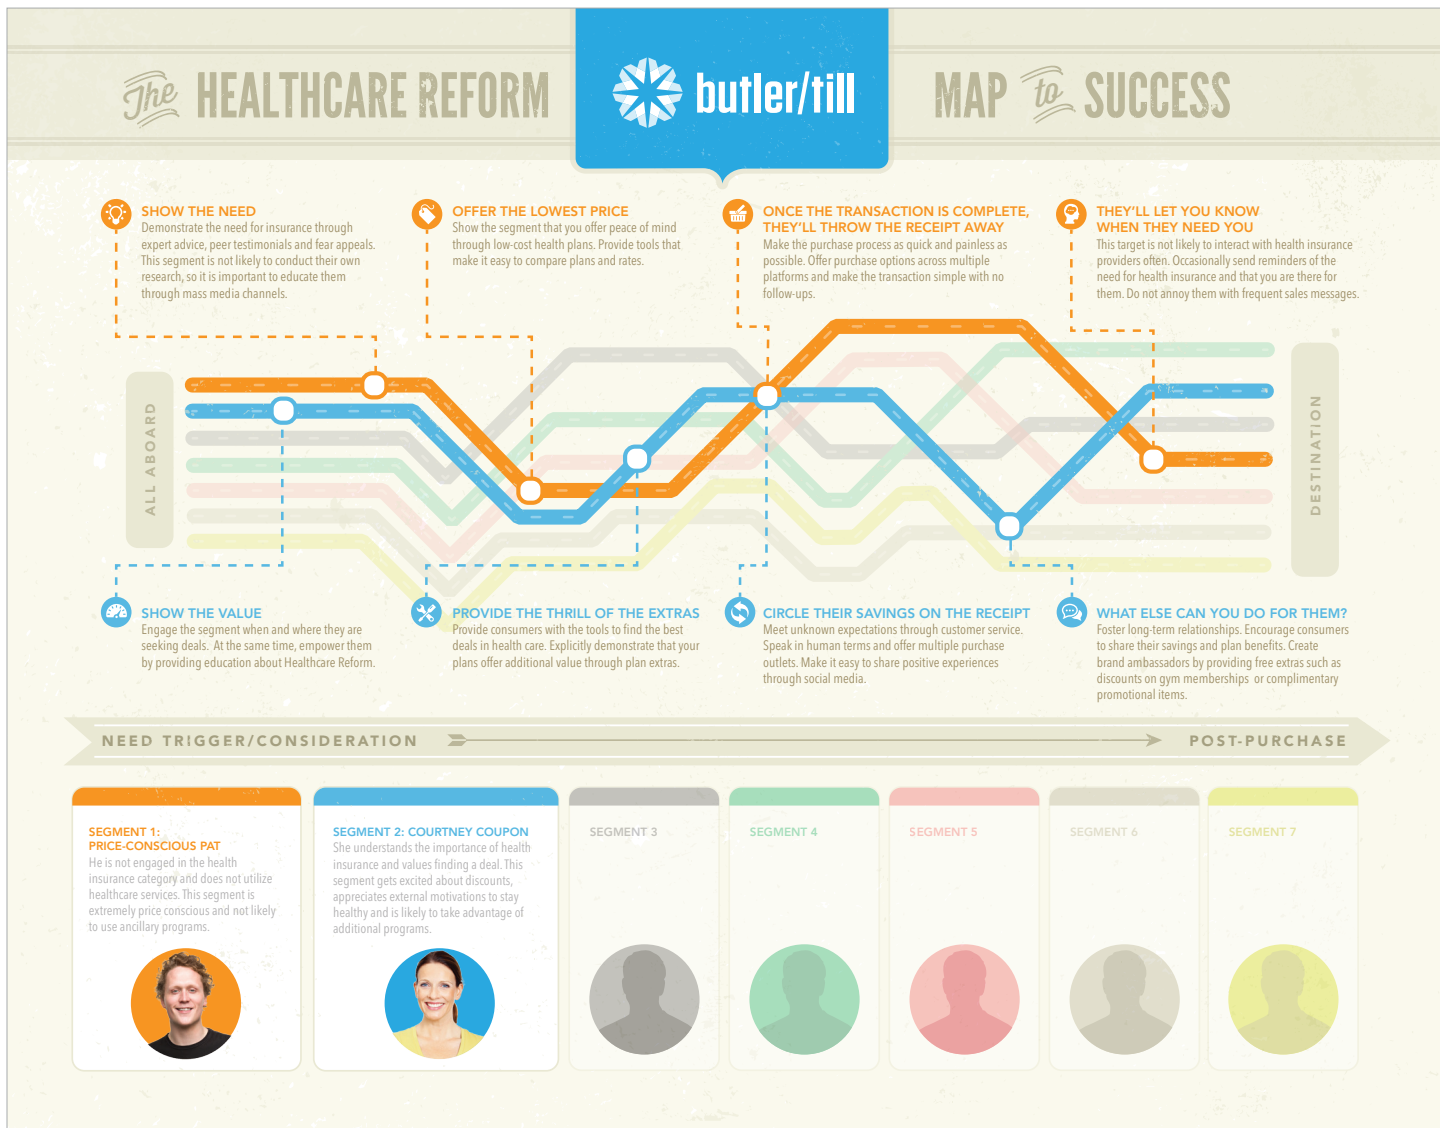 The HEALTHCARE REFORM
butler/till
MAP to SUCCESS
SHOW THE NEED
Demonstrate the need for insurance through
expert advice, peer testimonials and fear appeals.
This segment is not likely to conduct their own
research, so it is important to educate them
through mass media channels.
OFFER THE LOWEST PRICE
Show the segment that you offer peace of mind
through low-cost health plans. Provide tools that
make it easy to compare plans and rates.
ONCE THE TRANSACTION IS COMPLETE,
THEY'LL THROW THE RECEIPT AWAY
Make the purchase process as quick and painless as
possible. Offer purchase options across multiple
platforms and make the transaction simple with no
follow-ups.
THEY'LL LET YOU KNOW
WHEN THEY NEED YOU
This target is not likely to interact with health insurance
providers often. Occasionally send reminders of the
need for health insurance and that you are there for
them. Do not annoy them with frequent sales messages.
ALL ABOARD
DESTINATION
SHOW THE VALUE
Engage the segment when and where they are
seeking deals. At the same time, empower them
by providing education about Healthcare Reform.
PROVIDE THE THRILL OF THE EXTRAS
Provide consumers with the tools to find the best
deals in health care. Explicitly demonstrate that your
plans offer additional value through plan extras.
CIRCLE THEIR SAVINGS ON THE RECEIPT
Meet unknown expectations through customer service.
Speak in human terms and offer multiple purchase
outlets. Make it easy to share positive experiences
through social media.
WHAT ELSE CAN YOU DO FOR THEM?
Foster long-term relationships. Encourage consumers
to share their savings and plan benefits. Create
brand ambassadors by providing free extras such as
discounts on gym memberships or complimentary
promotional items.
NEED TRIGGER/CONSIDERATION
POST-PURCHASE
SEGMENT 1:
PRICE-CONSCIOUS PAT
He is not engaged in the health
insurance category and does not utilize
healthcare services. This segment is
extremely price conscious and not likely
to use ancillary programs.
SEGMENT 2: COURTNEY COUPON
She understands the importance of health
insurance and values finding a deal. This
segment gets excited about discounts,
appreciates external motivations to stay
healthy and is likely to take advantage of
additional programs.
SEGMENT 3
SEGMENT 4
SEGMENT 5
SEGMENT 6
SEGMENT 7